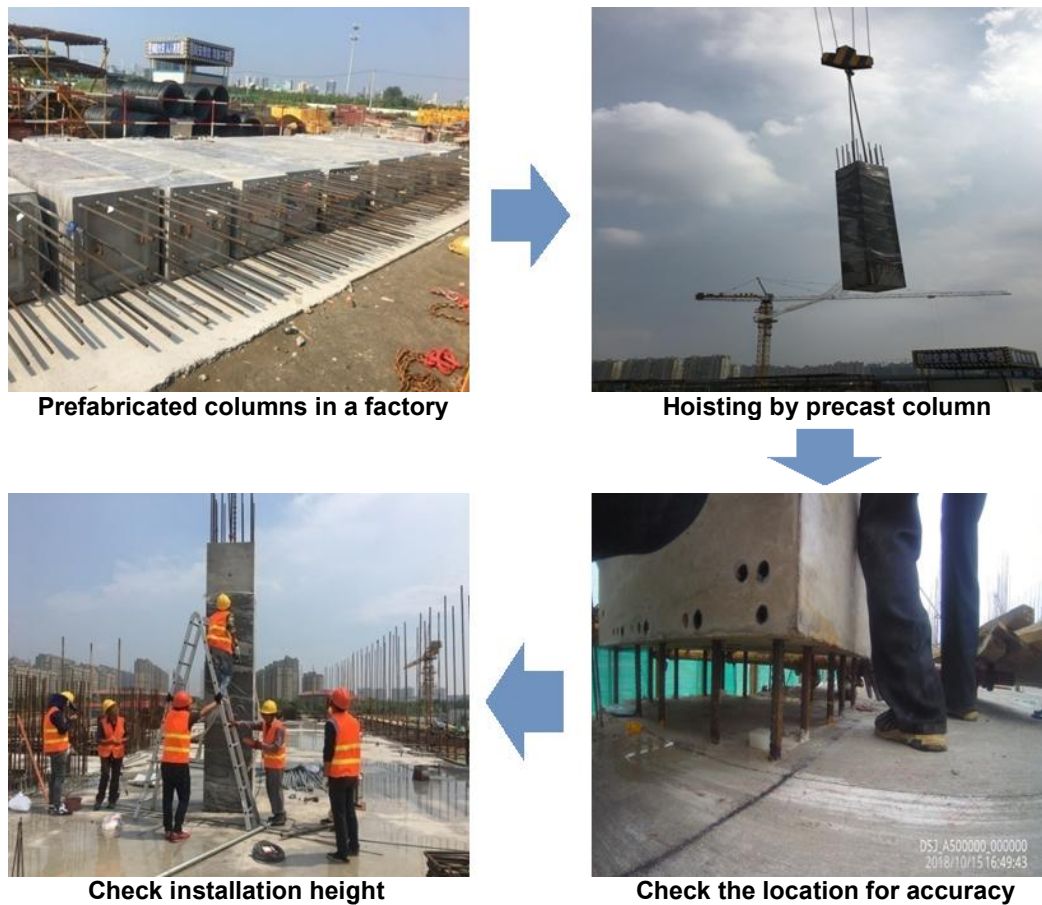 Prefabricated columns in a factory
Hoisting by precast column
Check installation height
Check the location for accuracy
DSJ_A500000_000000
2018/10/15 16:49:43